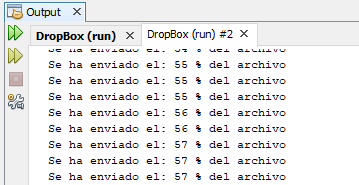 Output
DropBox (run)
DropBox (run) #2
Se ha enviado el: 54 % del archivo
Se ha enviado el: 55 % del archivo
Se ha enviado el: 55 % del archivo
Se ha enviado el: 55 % del archivo
Se ha enviado el: 56 % del archivo
Se ha enviado el: 56 % del archivo
Se ha enviado el: 57 % del archivo
Se ha enviado el: 57 % del archivo
Se ha enviado el: 57 % del archivo